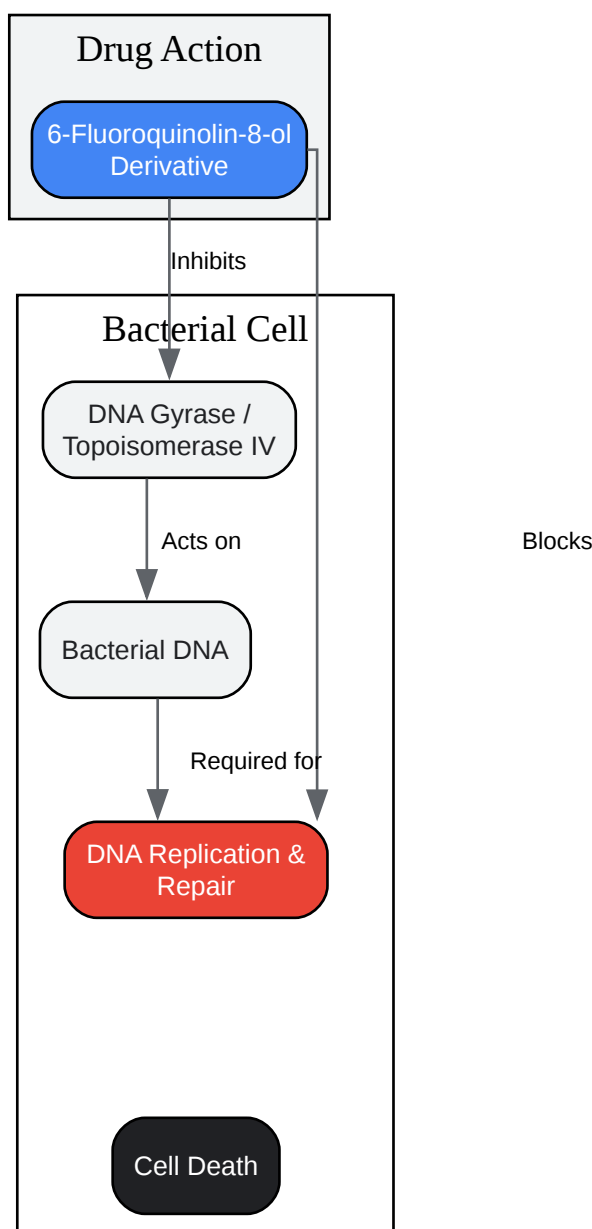 Drug Action
6-Fluoroquinolin-8-ol
Derivative
Inhibits
Bacterial Cell
DNA Gyrase /
Topoisomerase IV
Acts on
Blocks
Bacterial DNA
Required for
DNA Replication &
Repair
Cell Death